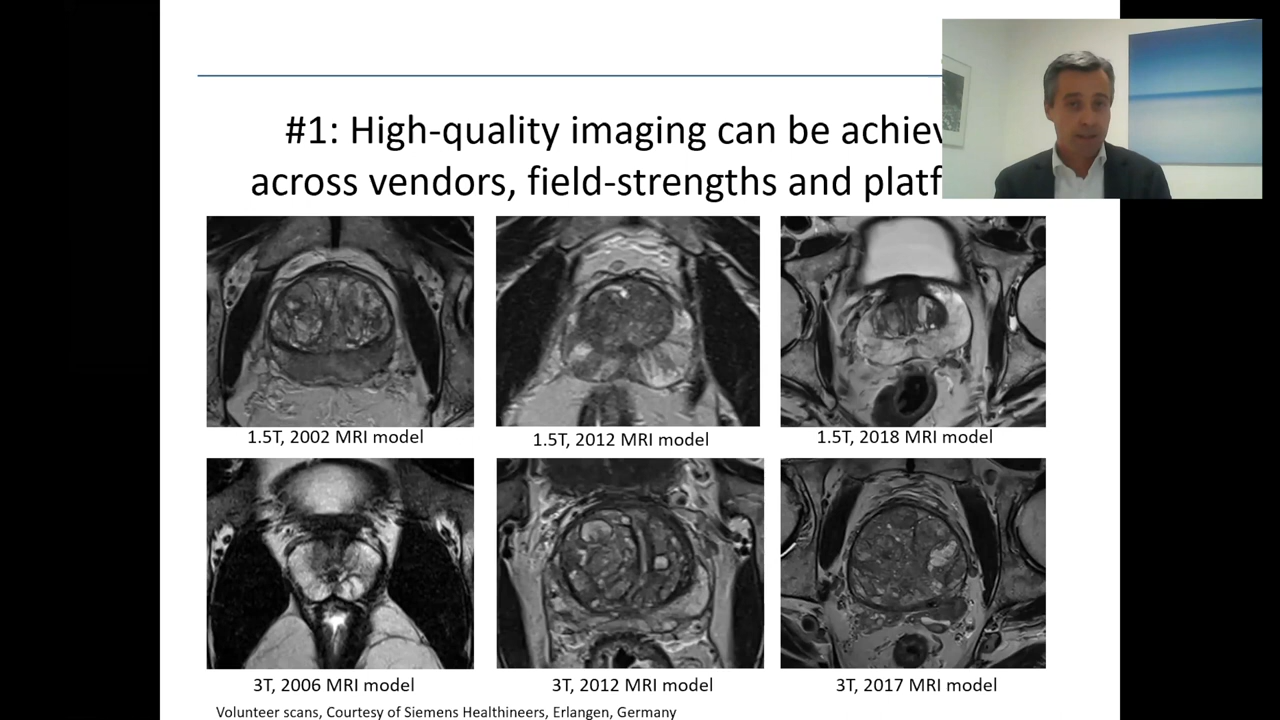 #1: High-quality imaging can be
across vendors, field-strengths and
1.5T, 2002 MRI model
1.5T, 2012 MRI model
1.5T, 2018 MRI model
3T, 2006 MRI model
3T, 2012 MRI model
3T, 2017 MRI model
Volunteer scans, Courtesy of Siemens Healthineers, Erlangen, Germany